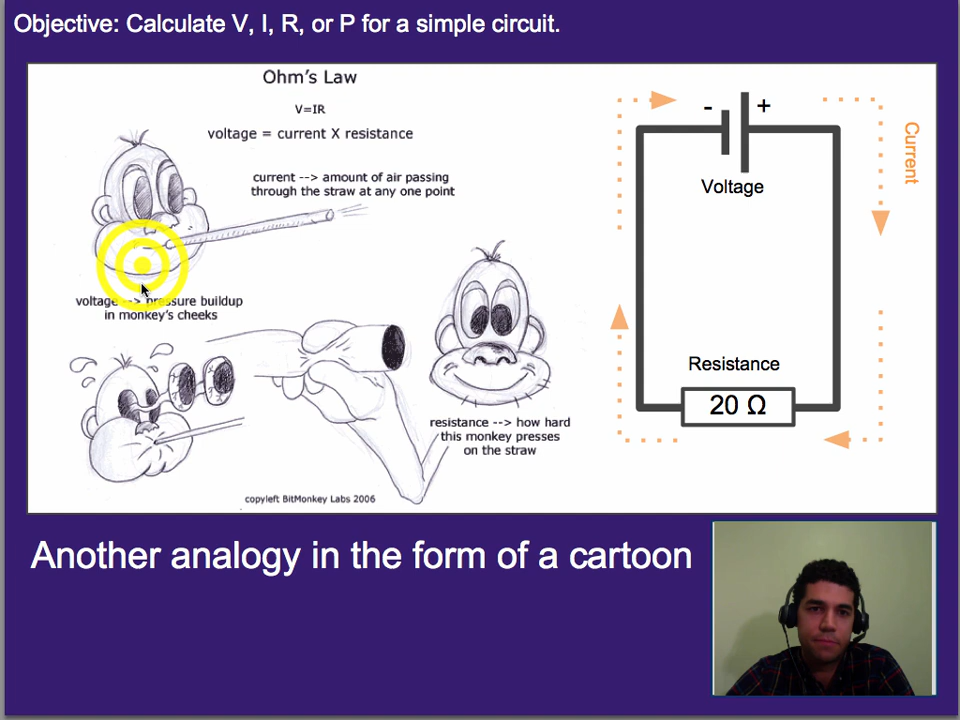 Objective: Calculate V, I, R, or P for a simple circuit.
Ohm's Law
V=IR
voltage = current X resistance
current --> amount of air passing
through the straw at any one point
voltage --> pressure buildup
in monkey's cheeks
resistance --> how hard
this monkey presses
on the straw
copyleft BitMonkey Labs 2006
- +
Voltage
Current
Resistance
20 Ω
Another analogy in the form of a cartoon